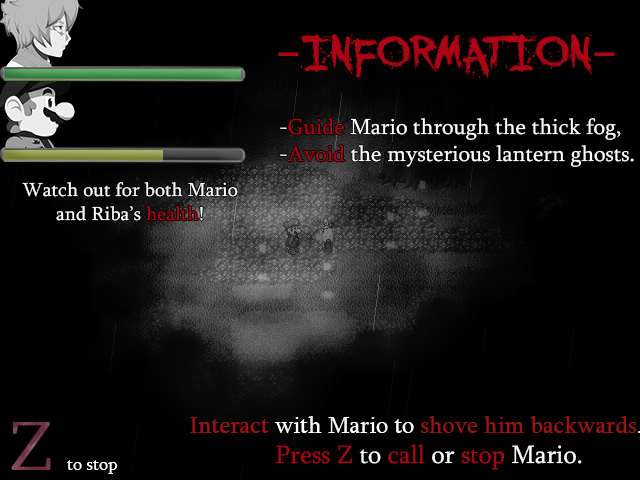 -INFORMATION-
-Guide Mario through the thick fog,
-Avoid the mysterious lantern ghosts.
Watch out for both Mario
and Riba's health!
Interact with Mario to shove him backwards.
Press Z to call or stop Mario.
Z to stop